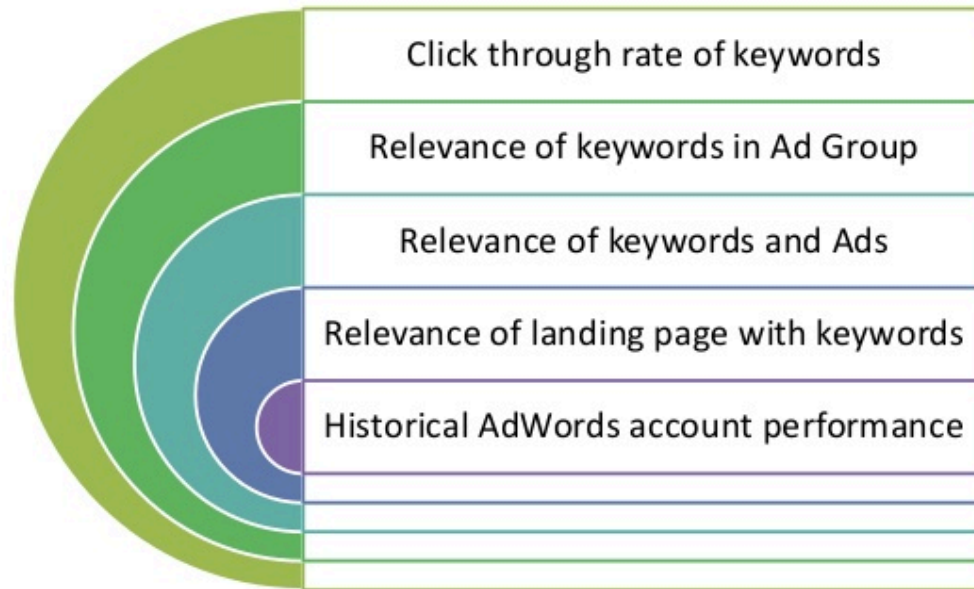 Click through rate of keywords
Relevance of keywords in Ad Group
Relevance of keywords and Ads
Relevance of landing page with keywords
Historical AdWords account performance